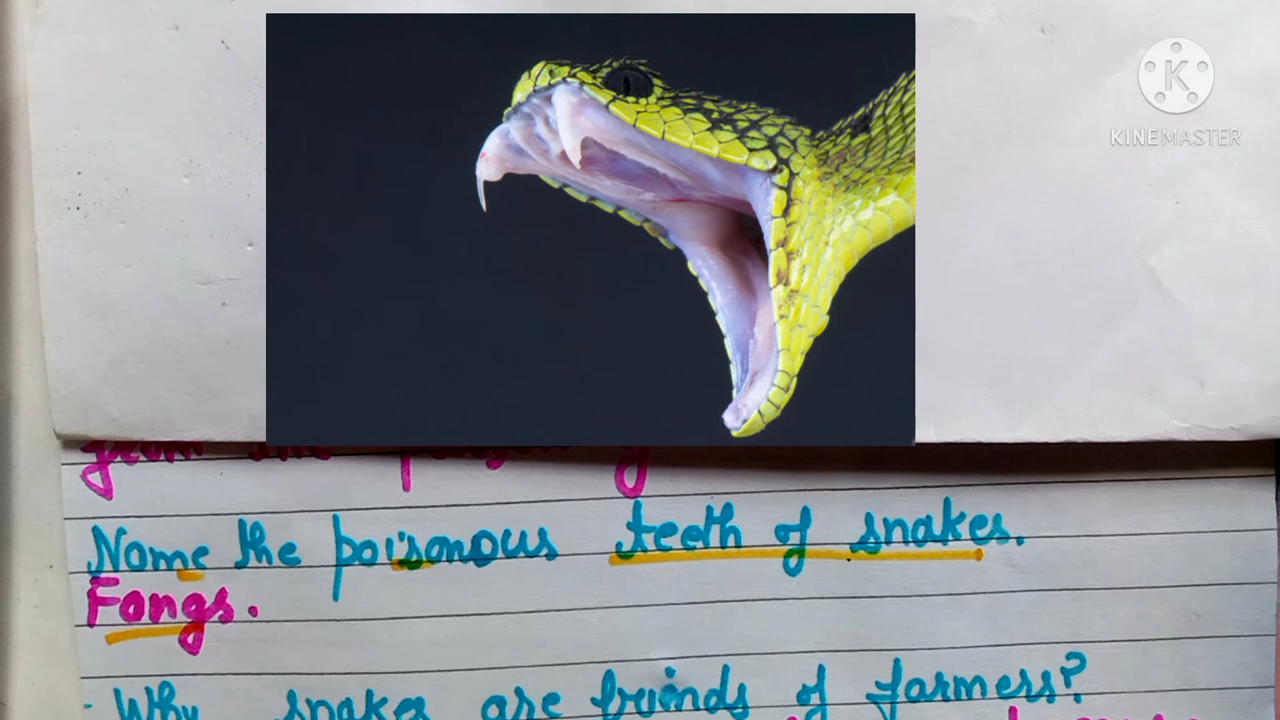 KINEMASTER
Name the poisonous teeth of snakes.
Fangs.
Why snakes are friends of farmers?